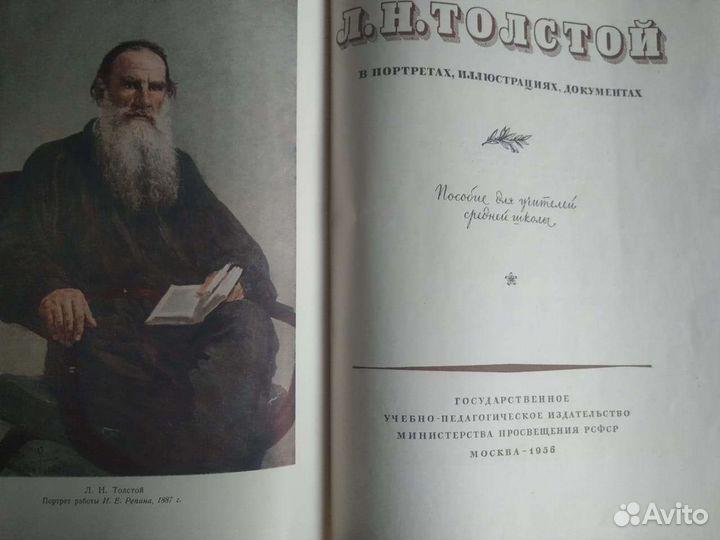 Л. Н. Толстой
Портрет работы И. Е. Репина, 1887 г.
Л. Н. ТОЛСТОЙ
В ПОРТРЕТАХ, ИЛЛЮСТРАЦИЯХ, ДОКУМЕНТАХ
Пособие для учителей
средней школы
ГОСУДАРСТВЕННОЕ
УЧЕБНО-ПЕДАГОГИЧЕСКОЕ ИЗДАТЕЛЬСТВО
МИНИСТЕРСТВА ПРОСВЕЩЕНИЯ РСФСР
МОСКВА—1956
Avito